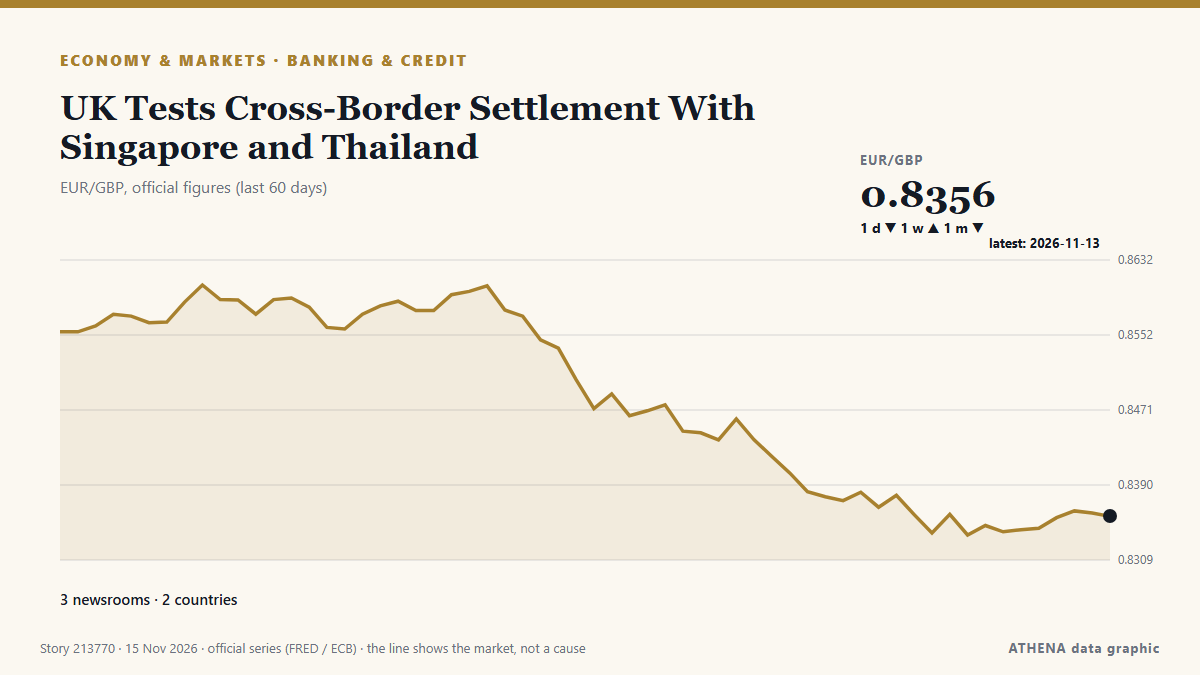 ECONOMY & MARKETS · BANKING & CREDIT
UK Tests Cross-Border Settlement With
Singapore and Thailand
EUR/GBP, official figures (last 60 days)
EUR/GBP
0.8356
1 d ▼ 1 w ▲ 1 m ▼
latest: 2026-11-13
0.8632
0.8552
0.8471
0.8390
0.8309
3 newsrooms · 2 countries
Story 213770 · 15 Nov 2026 · official series (FRED / ECB) · the line shows the market, not a cause
ATHENA data graphic